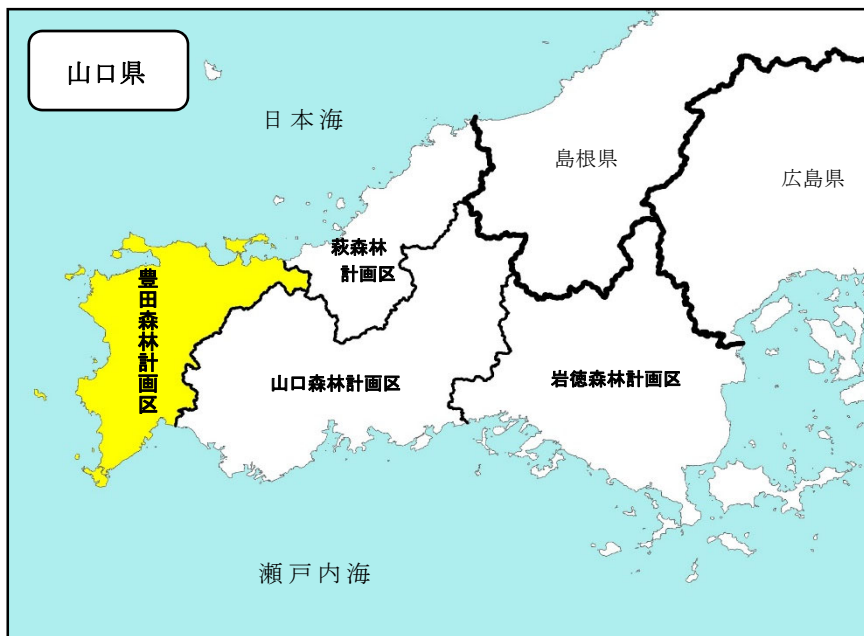 山口県
日本海
島根県
広島県
萩森林
計画区
豊田森林計画区
山口森林計画区
岩徳森林計画区
瀬戸内海